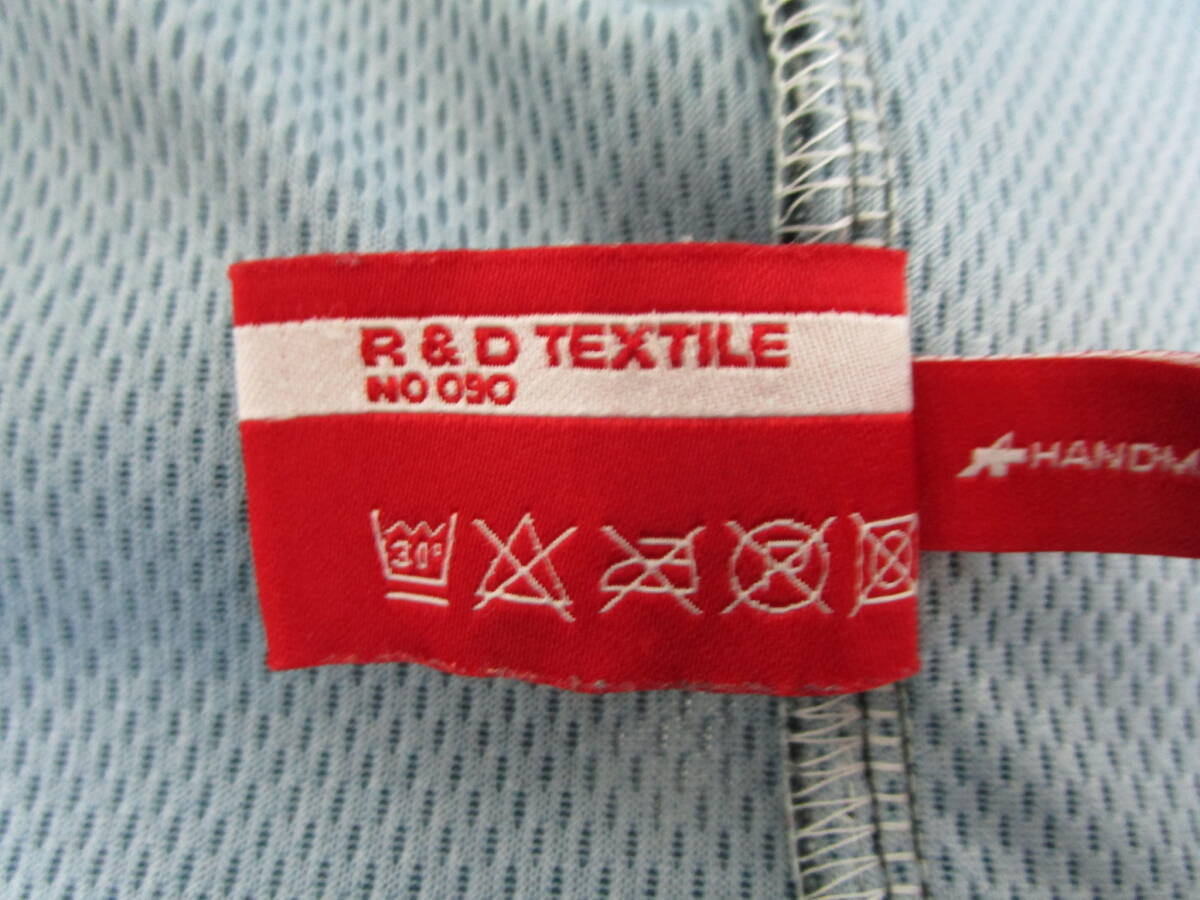 R & D TEXTILE
NO 090
30°
P